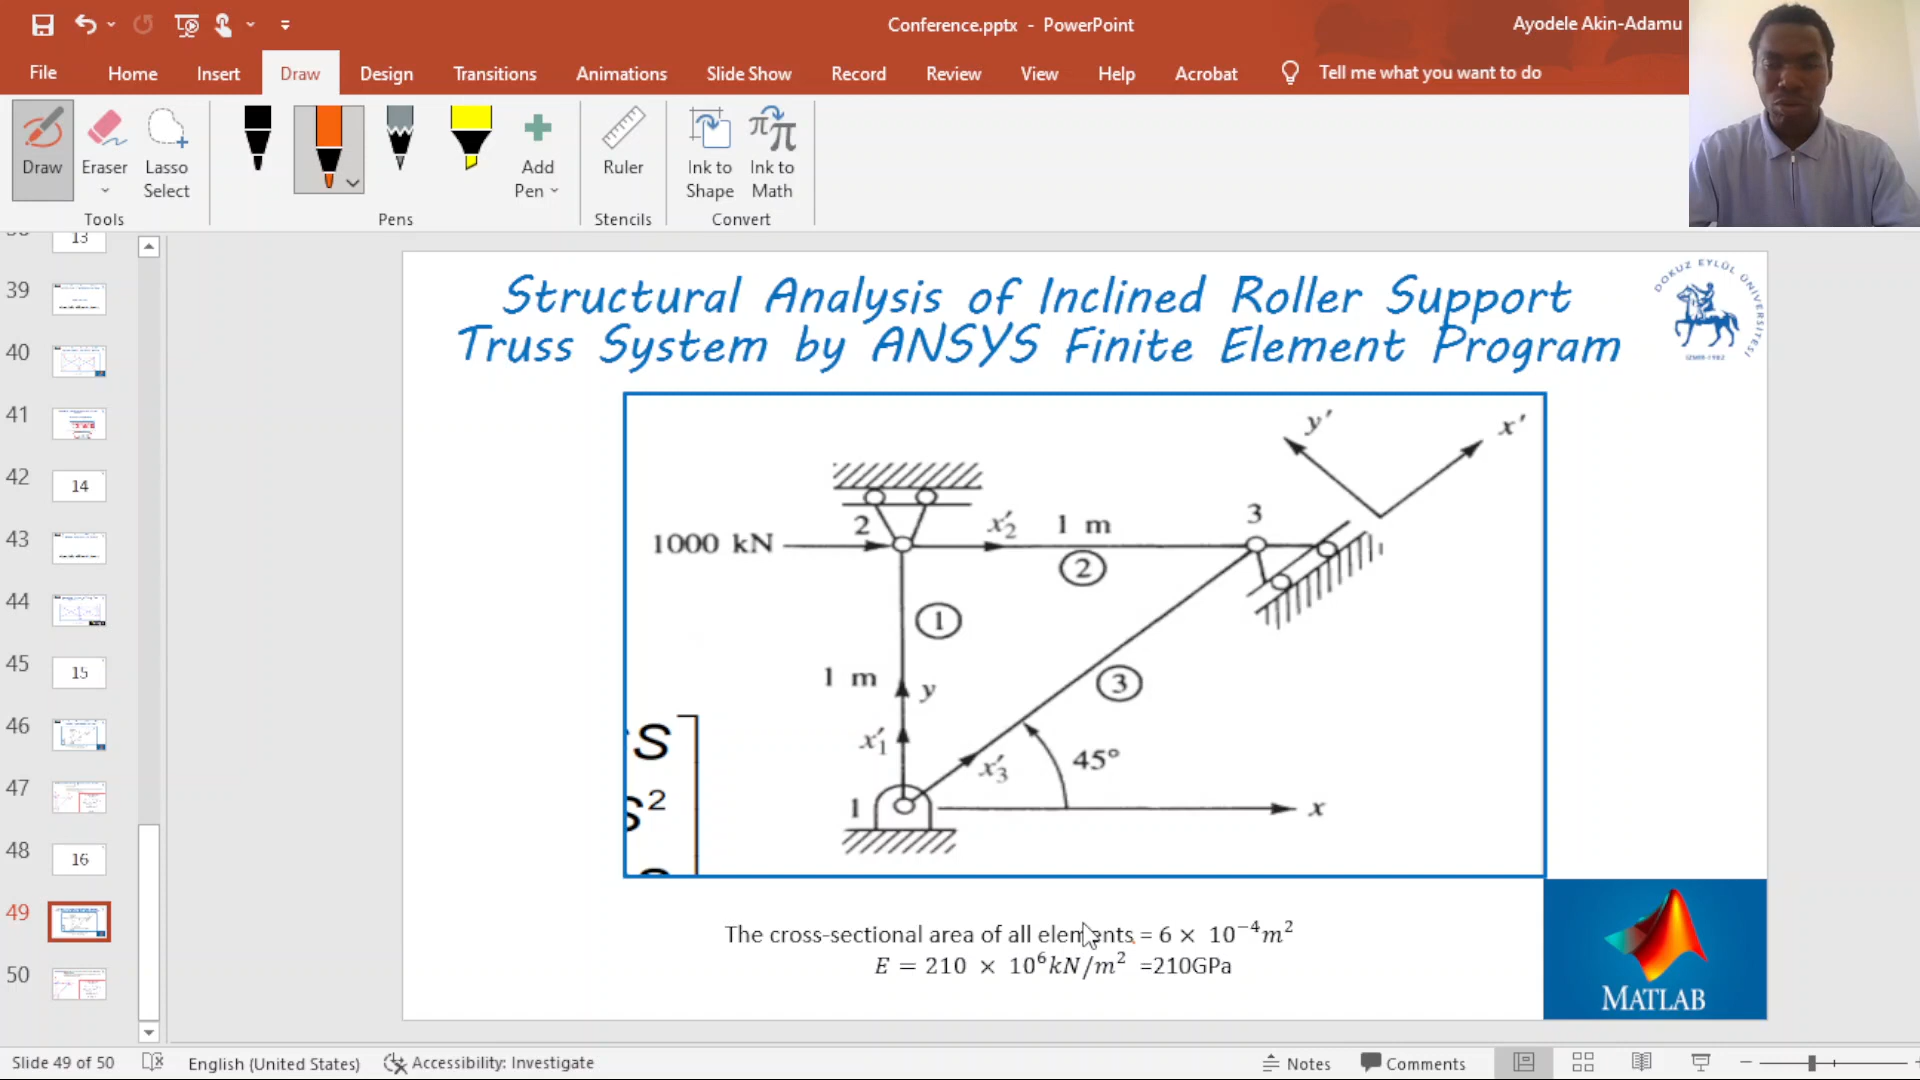 Conference.pptx - PowerPoint
Ayodele Akin-Adamu
File Home Insert Draw Design Transitions Animations Slide Show Record Review View Help Acrobat Tell me what you want to do
Draw
Eraser
Lasso Select
Add Pen
Ruler
Ink to Shape
Ink to Math
Tools
Pens
Stencils
Convert
13
39
40
41
42
14
43
44
45
15
46
47
48
16
49
50
Structural Analysis of Inclined Roller Support
Truss System by ANSYS Finite Element Program
DOKUZ EYLÜL ÜNİVERSİTESİ
İZMİR-1982
y′
x′
2
x′2
1 m
3
1000 kN
2
1
1 m
y
3
S
x′1
x′3
45°
S²
1
x
The cross-sectional area of all elements = 6 × 10⁻⁴m²
E = 210 × 10⁶kN/m² =210GPa
MATLAB
Slide 49 of 50
English (United States)
Accessibility: Investigate
Notes
Comments